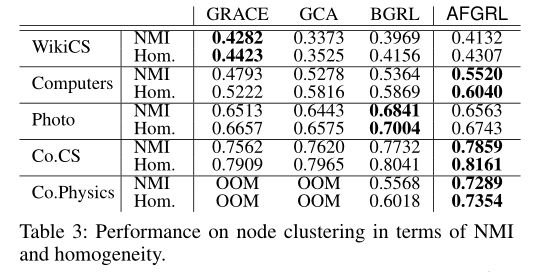 GRACE GCA BGRL AFGRL
WikiCS NMI 0.4282 0.3373 0.3969 0.4132
Hom. 0.4423 0.3525 0.4156 0.4307
Computers NMI 0.4793 0.5278 0.5364 0.5520
Hom. 0.5222 0.5816 0.5869 0.6040
Photo NMI 0.6513 0.6443 0.6841 0.6563
Hom. 0.6657 0.6575 0.7004 0.6743
Co.CS NMI 0.7562 0.7620 0.7732 0.7859
Hom. 0.7909 0.7965 0.8041 0.8161
Co.Physics NMI OOM OOM 0.5568 0.7289
Hom. OOM OOM 0.6018 0.7354
Table 3: Performance on node clustering in terms of NMI
and homogeneity.